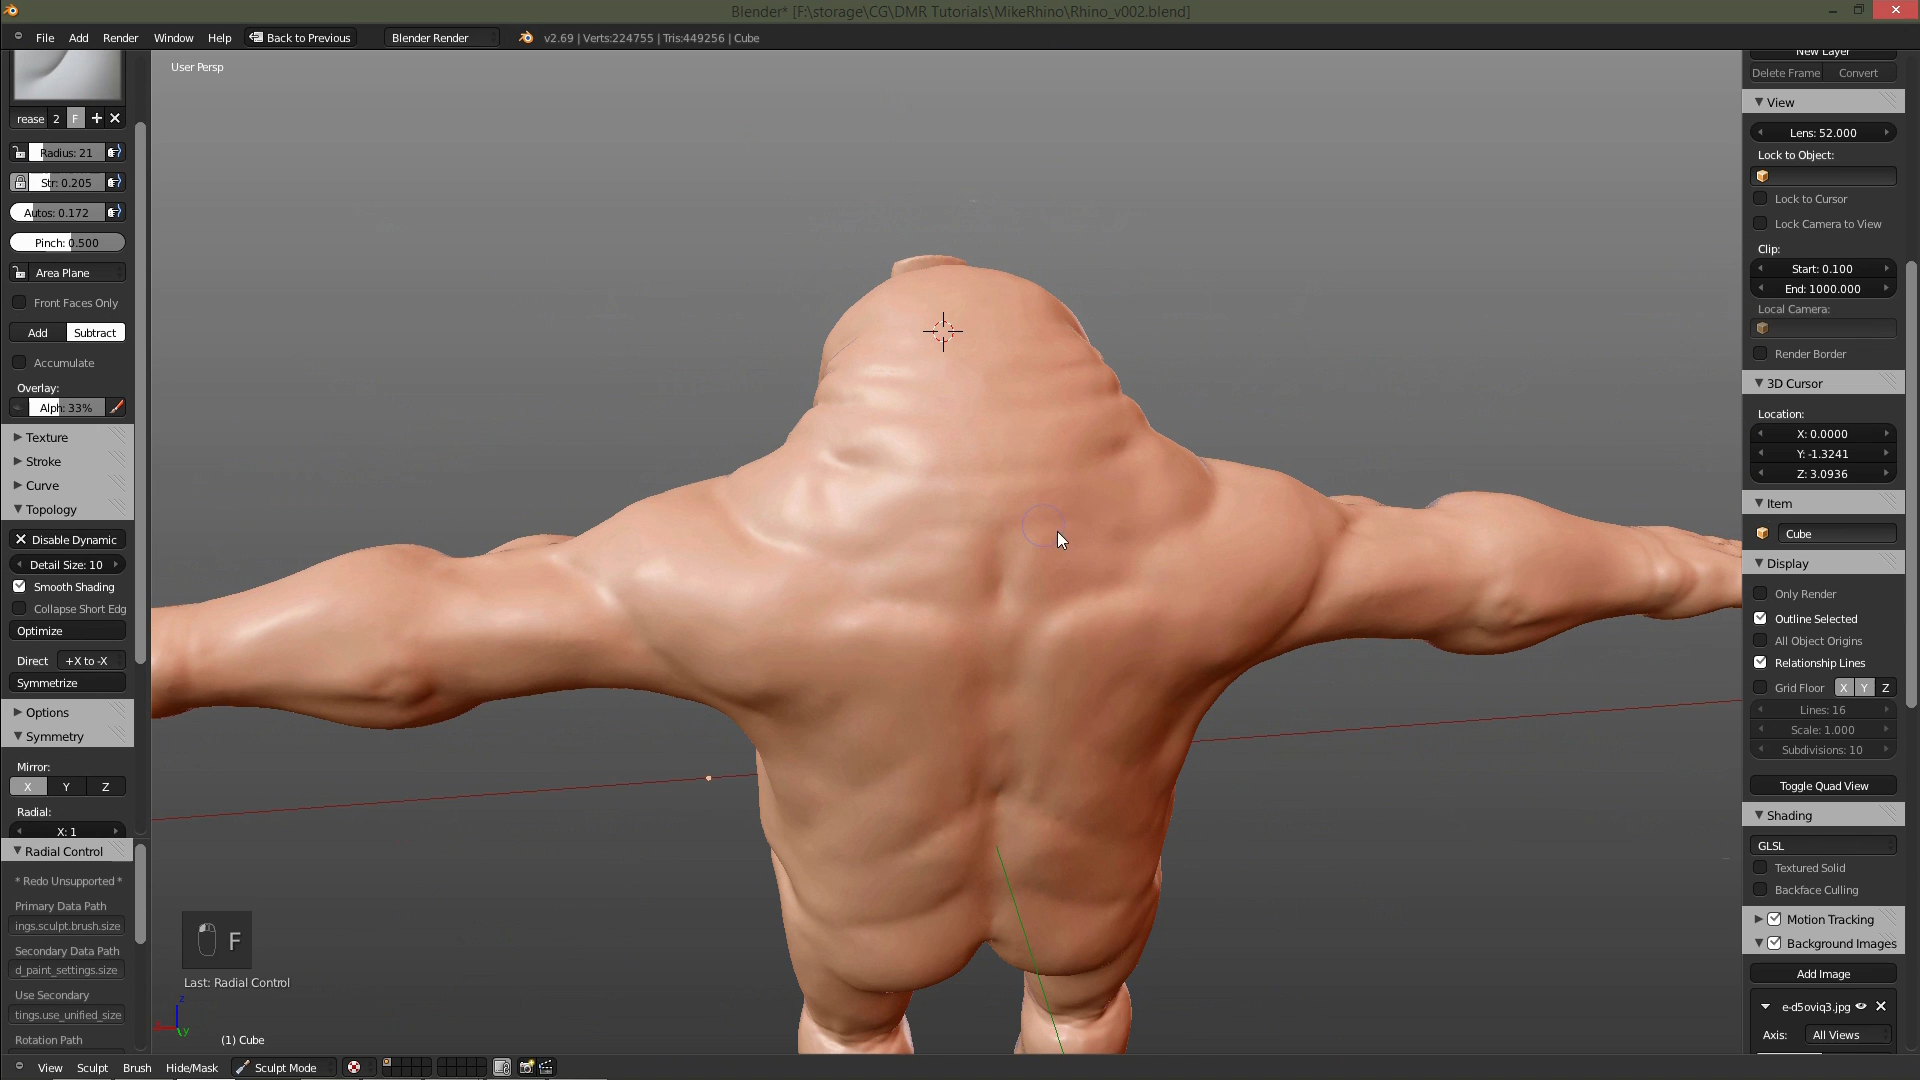 Blender* [F:\storage\CG\DMR Tutorials\MikeRhino\Rhino_v002.blend]
File Add Render Window Help Back to Previous Blender Render v2.69 | Verts:224755 | Tris:449256 | Cube
User Persp
rease 2 F
Radius: 21
Str: 0.205
Autos: 0.172
Pinch: 0.500
Area Plane
Front Faces Only
Add Subtract
Accumulate
Overlay:
Alph: 33%
Texture
Stroke
Curve
Topology
Disable Dynamic
Detail Size: 10
Smooth Shading
Collapse Short Edg
Optimize
Direct +X to -X
Symmetrize
Options
Symmetry
Mirror:
X Y Z
Radial:
X: 1
Radial Control
* Redo Unsupported *
Primary Data Path
ings.sculpt.brush.size
Secondary Data Path
d_paint_settings.size
Use Secondary
tings.use_unified_size
Rotation Path
F
Last: Radial Control
z
y
(1) Cube
View Sculpt Brush Hide/Mask Sculpt Mode
New Layer
Delete Frame Convert
View
Lens: 52.000
Lock to Object:
Lock to Cursor
Lock Camera to View
Clip:
Start: 0.100
End: 1000.000
Local Camera:
Render Border
3D Cursor
Location:
X: 0.0000
Y: -1.3241
Z: 3.0936
Item
Cube
Display
Only Render
Outline Selected
All Object Origins
Relationship Lines
Grid Floor X Y Z
Lines: 16
Scale: 1.000
Subdivisions: 10
Toggle Quad View
Shading
GLSL
Textured Solid
Backface Culling
Motion Tracking
Background Images
Add Image
e-d5oviq3.jpg
Axis: All Views